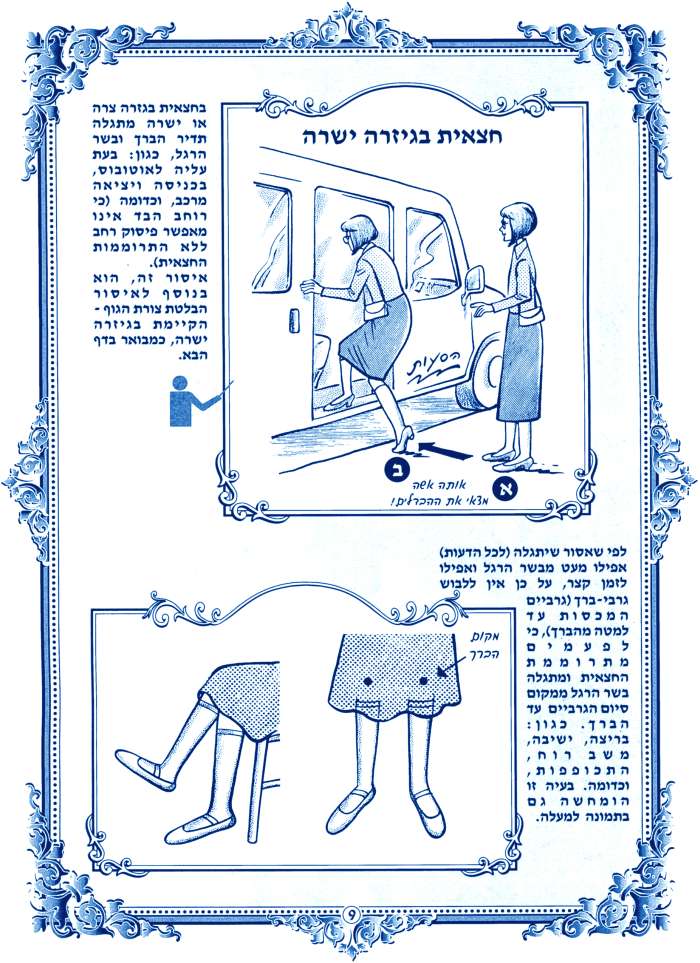 חצאית בגיזרה ישרה
בחצאית בגזרה צרה
או ישרה מתגלה
תדיר הברך ובשר
הרגל, כגון: בעת
עליה לאוטובוס,
בכניסה ויציאה
מרכב, וכדומה (כי
רוחב הבד אינו
מאפשר פיסוק רחב
ללא התרוממות
החצאית).
איסור זה, הוא
בנוסף לאיסור
הבלטת צורת הגוף -
הקיימת בגיזרה
ישרה, כמבואר בדף
הבא.
הסעות
א
ב
אותה אשה
מצאי את ההבדלים!
לפי שאסור שיתגלה (לכל הדעות)
אפילו מעט מבשר הרגל ואפילו
לזמן קצר, על כן אין ללבוש
גרבי-ברך (גרביים
המכסות עד
למטה מהברך), כי
לפעמים
מתרוממת
החצאית ומתגלה
בשר הרגל ממקום
סיום הגרביים עד
הברך. כגון:
בריצה, ישיבה,
משב רוח,
התכופפות,
וכדומה. בעיה זו
הומחשה גם
בתמונה למעלה.
מקום
הברך
9